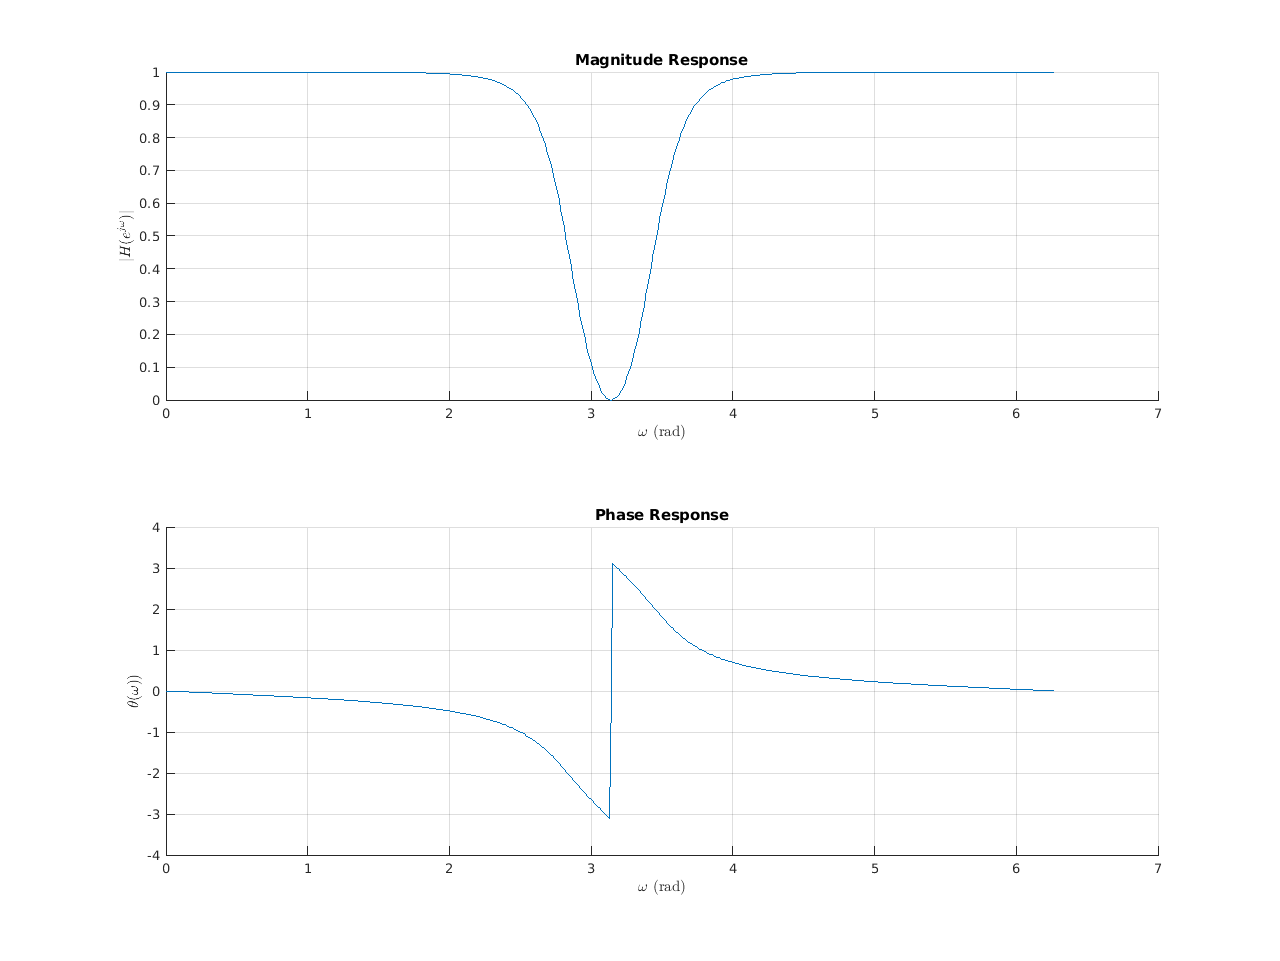 Magnitude Response
1
0.9
0.8
0.7
0.6
0.5
0.4
0.3
0.2
0.1
0
|H(e^{jω})|
0 1 2 3 4 5 6 7
ω (rad)
Phase Response
4
3
2
1
0
-1
-2
-3
-4
θ(ω))
0 1 2 3 4 5 6 7
ω (rad)